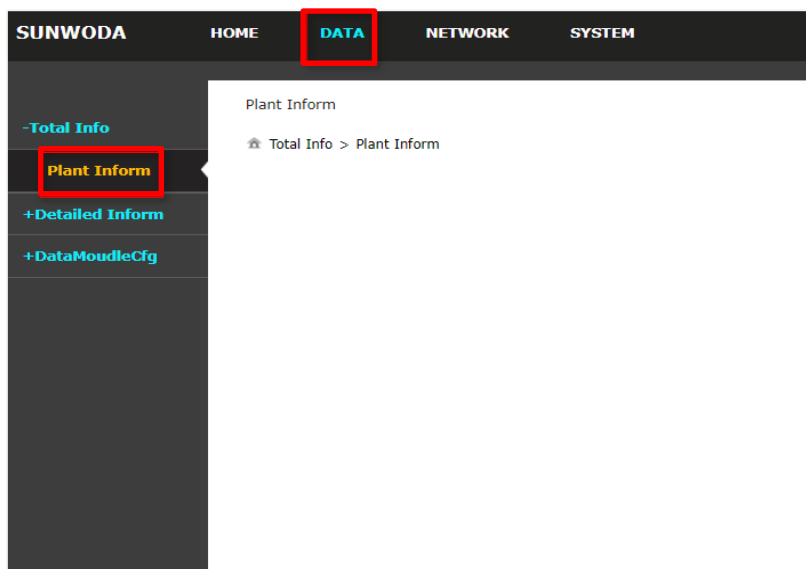 SUNWODA HOME DATA NETWORK SYSTEM
-Total Info
Plant Inform
+Detailed Inform
+DataMoudleCfg
Plant Inform
Total Info > Plant Inform